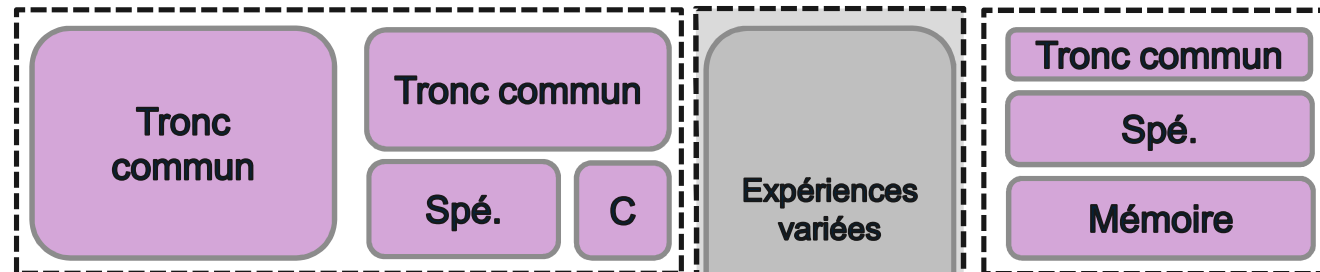 Tronc
commun
Tronc commun
Spé.
C
Expériences
variées
Tronc commun
Spé.
Mémoire